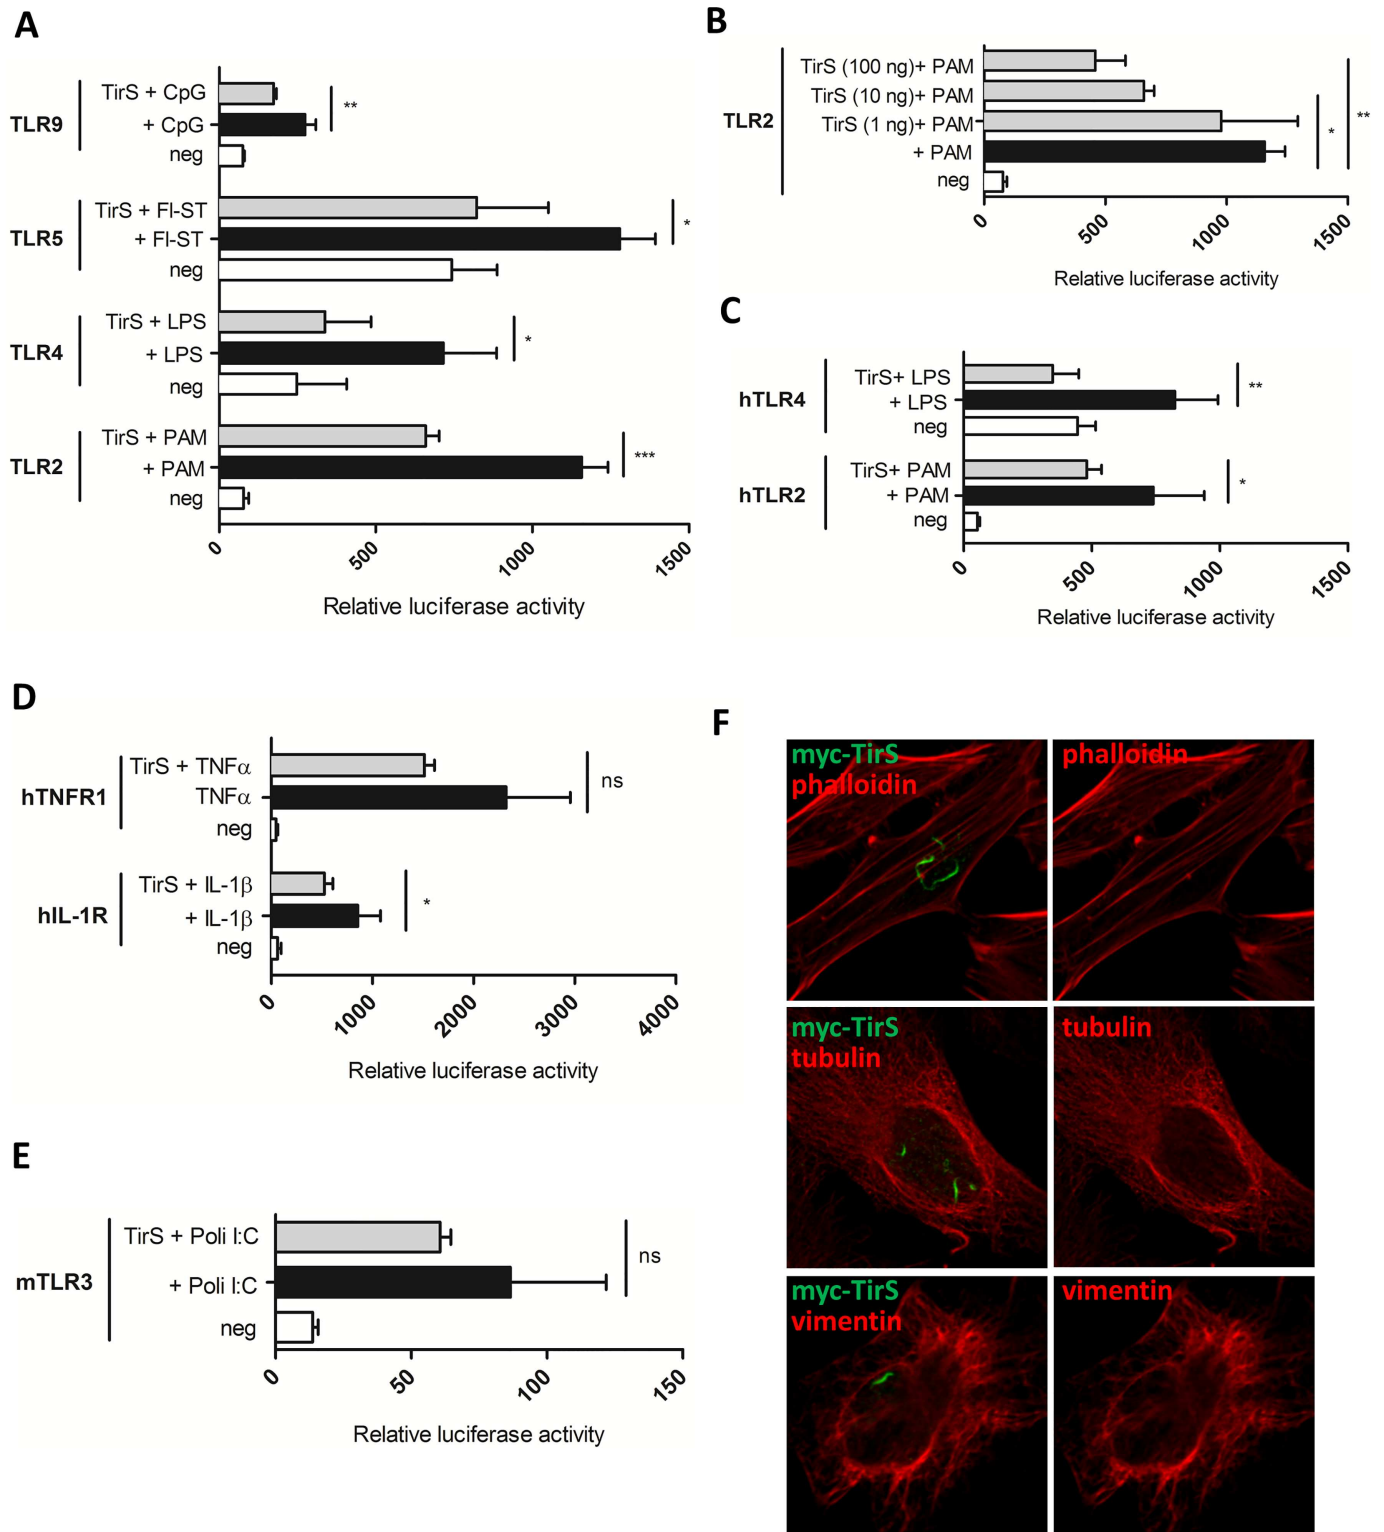 A
TLR9
TirS + CpG
+ CpG
neg
**
TLR5
TirS + Fl-ST
+ Fl-ST
neg
*
TLR4
TirS + LPS
+ LPS
neg
*
TLR2
TirS + PAM
+ PAM
neg
***
0 500 1000 1500
Relative luciferase activity
B
TLR2
TirS (100 ng)+ PAM
TirS (10 ng)+ PAM
TirS (1 ng)+ PAM
+ PAM
neg
* **
0 500 1000 1500
Relative luciferase activity
C
hTLR4
TirS+ LPS
+ LPS
neg
**
hTLR2
TirS+ PAM
+ PAM
neg
*
0 500 1000 1500
Relative luciferase activity
D
hTNFR1
TirS + TNFα
TNFα
neg
ns
hIL-1R
TirS + IL-1β
+ IL-1β
neg
*
0 1000 2000 3000 4000
Relative luciferase activity
E
mTLR3
TirS + Poli I:C
+ Poli I:C
neg
ns
0 50 100 150
Relative luciferase activity
F
myc-TirS
phalloidin
phalloidin
myc-TirS
tubulin
tubulin
myc-TirS
vimentin
vimentin